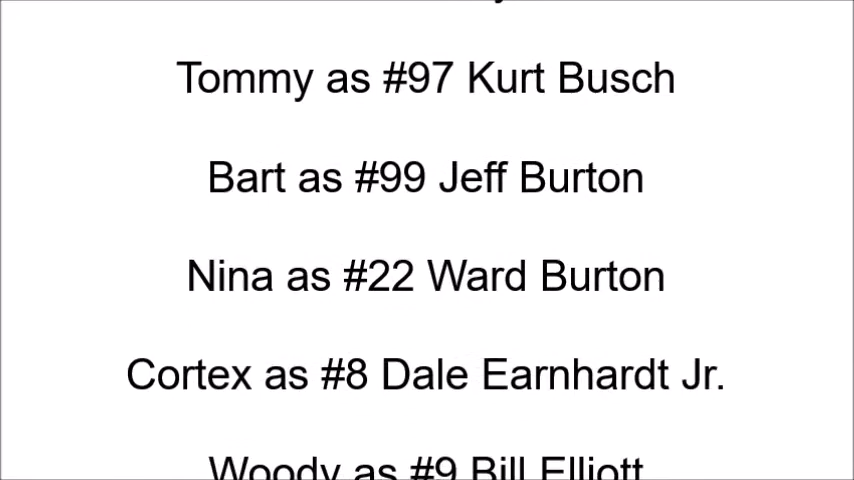 Tommy as #97 Kurt Busch
Bart as #99 Jeff Burton
Nina as #22 Ward Burton
Cortex as #8 Dale Earnhardt Jr.
Woody as #9 Bill Elliott